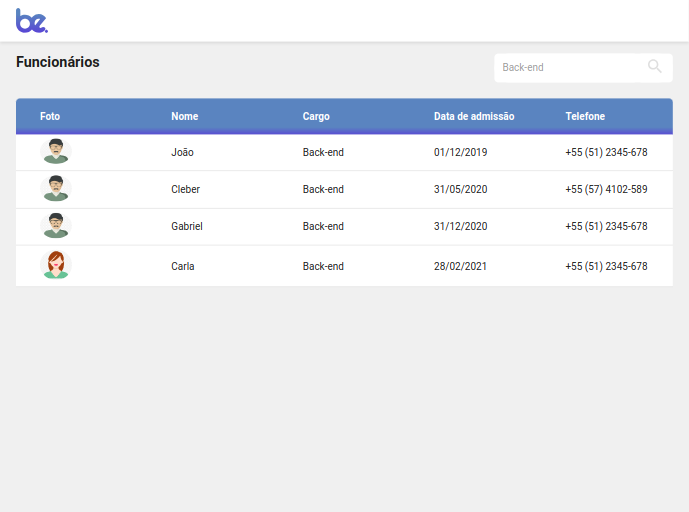 be.
Funcionários
Back-end
Foto Nome Cargo Data de admissão Telefone
João Back-end 01/12/2019 +55 (51) 2345-678
Cleber Back-end 31/05/2020 +55 (57) 4102-589
Gabriel Back-end 31/12/2020 +55 (51) 2345-678
Carla Back-end 28/02/2021 +55 (51) 2345-678